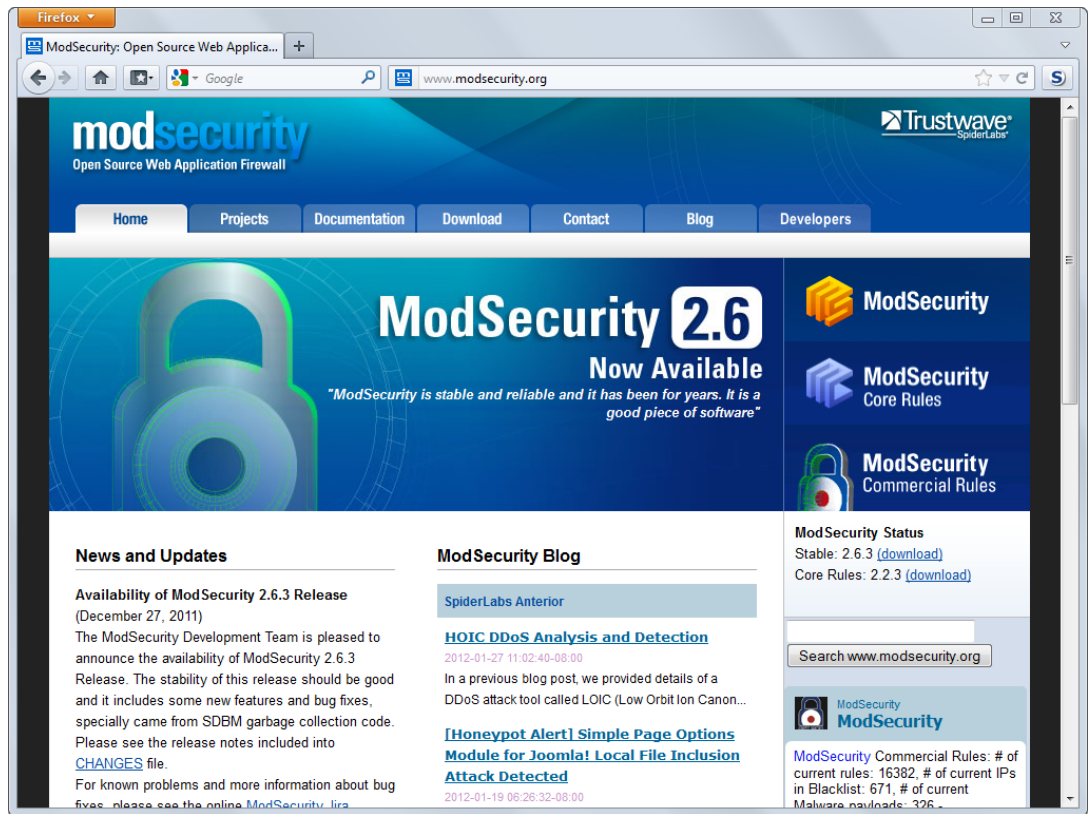 Firefox
ModSecurity: Open Source Web Applica...
Google
www.modsecurity.org
S
modsecurity
Open Source Web Application Firewall
Trustwave®
SpiderLabs®
Home Projects Documentation Download Contact Blog Developers
ModSecurity 2.6
Now Available
"ModSecurity is stable and reliable and it has been for years. It is a
good piece of software"
ModSecurity
ModSecurity
Core Rules
ModSecurity
Commercial Rules
News and Updates
Availability of ModSecurity 2.6.3 Release
(December 27, 2011)
The ModSecurity Development Team is pleased to
announce the availability of ModSecurity 2.6.3
Release. The stability of this release should be good
and it includes some new features and bug fixes,
specially came from SDBM garbage collection code.
Please see the release notes included into
CHANGES file.
For known problems and more information about bug
fixes, please see the online ModSecurity Jira
ModSecurity Blog
SpiderLabs Anterior
HOIC DDoS Analysis and Detection
2012-01-27 11:02:40-08:00
In a previous blog post, we provided details of a
DDoS attack tool called LOIC (Low Orbit Ion Canon...
[Honeypot Alert] Simple Page Options
Module for Joomla! Local File Inclusion
Attack Detected
2012-01-19 06:26:32-08:00
ModSecurity Status
Stable: 2.6.3 (download)
Core Rules: 2.2.3 (download)
Search www.modsecurity.org
ModSecurity
ModSecurity
ModSecurity Commercial Rules: # of
current rules: 16382, # of current IPs
in Blacklist: 671, # of current
Malware payloads: 326 -